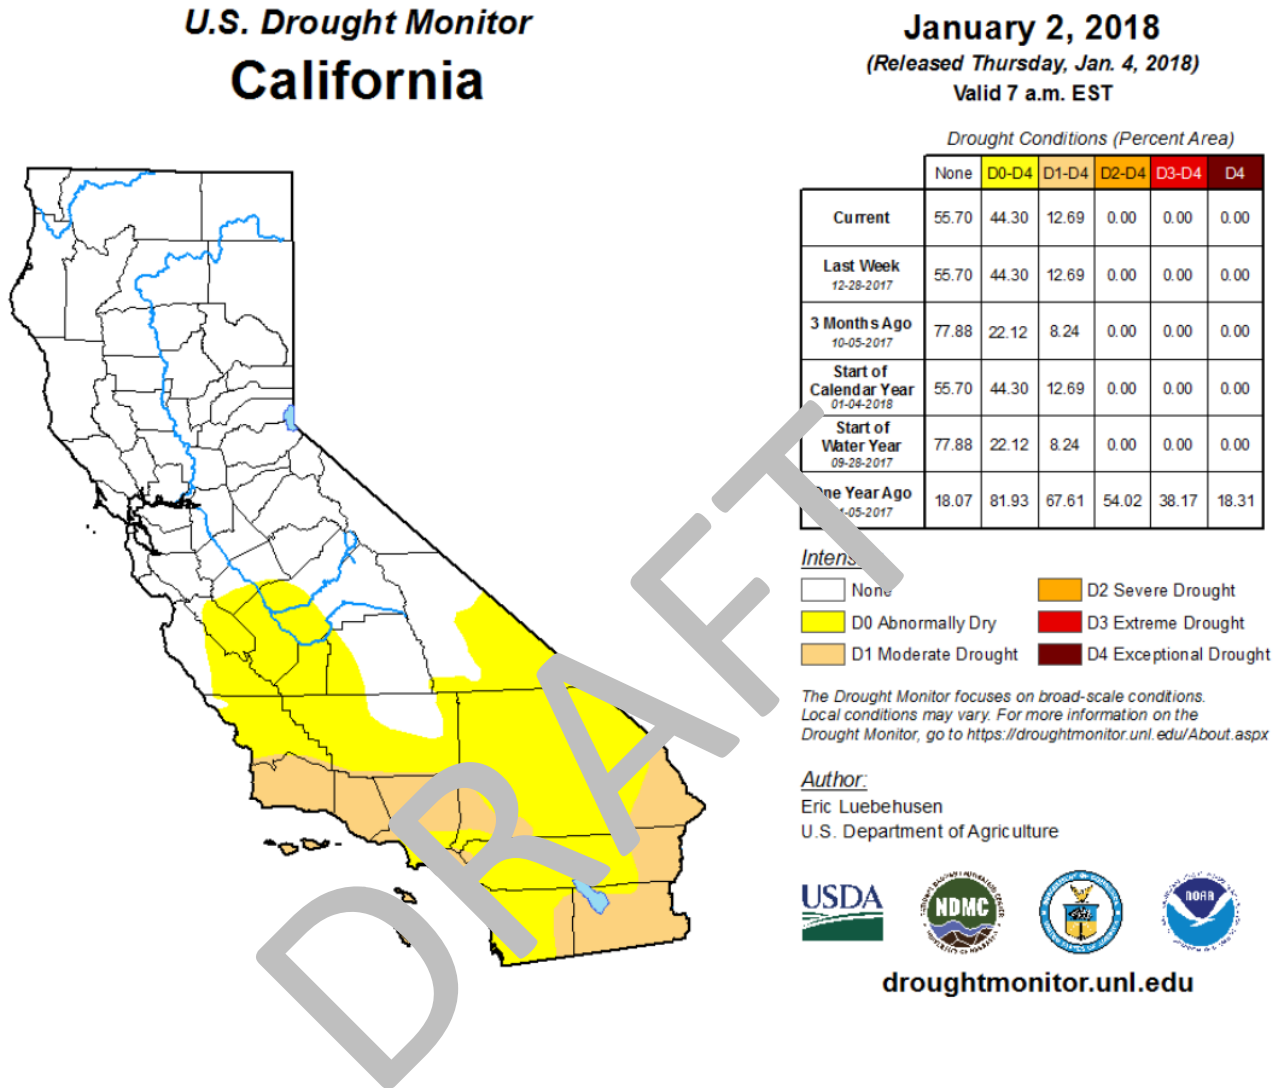 U.S. Drought Monitor
California
January 2, 2018
(Released Thursday, Jan. 4, 2018)
Valid 7 a.m. EST
Drought Conditions (Percent Area)
None D0-D4 D1-D4 D2-D4 D3-D4 D4
Current 55.70 44.30 12.69 0.00 0.00 0.00
Last Week
12-28-2017 55.70 44.30 12.69 0.00 0.00 0.00
3 Months Ago
10-05-2017 77.88 22.12 8.24 0.00 0.00 0.00
Start of
Calendar Year
01-04-2018 55.70 44.30 12.69 0.00 0.00 0.00
Start of
Water Year
09-28-2017 77.88 22.12 8.24 0.00 0.00 0.00
Year Ago
-05-2017 18.07 81.93 67.61 54.02 38.17 18.31
None
D0 Abnormally Dry
D1 Moderate Drought
D2 Severe Drought
D3 Extreme Drought
D4 Exceptional Drought
The Drought Monitor focuses on broad-scale conditions.
Local conditions may vary. For more information on the
Drought Monitor, go to https://droughtmonitor.unl.edu/About.aspx
Author:
Eric Luebehusen
U.S. Department of Agriculture
USDA
NDMC
NOAA
droughtmonitor.unl.edu
DRAFT